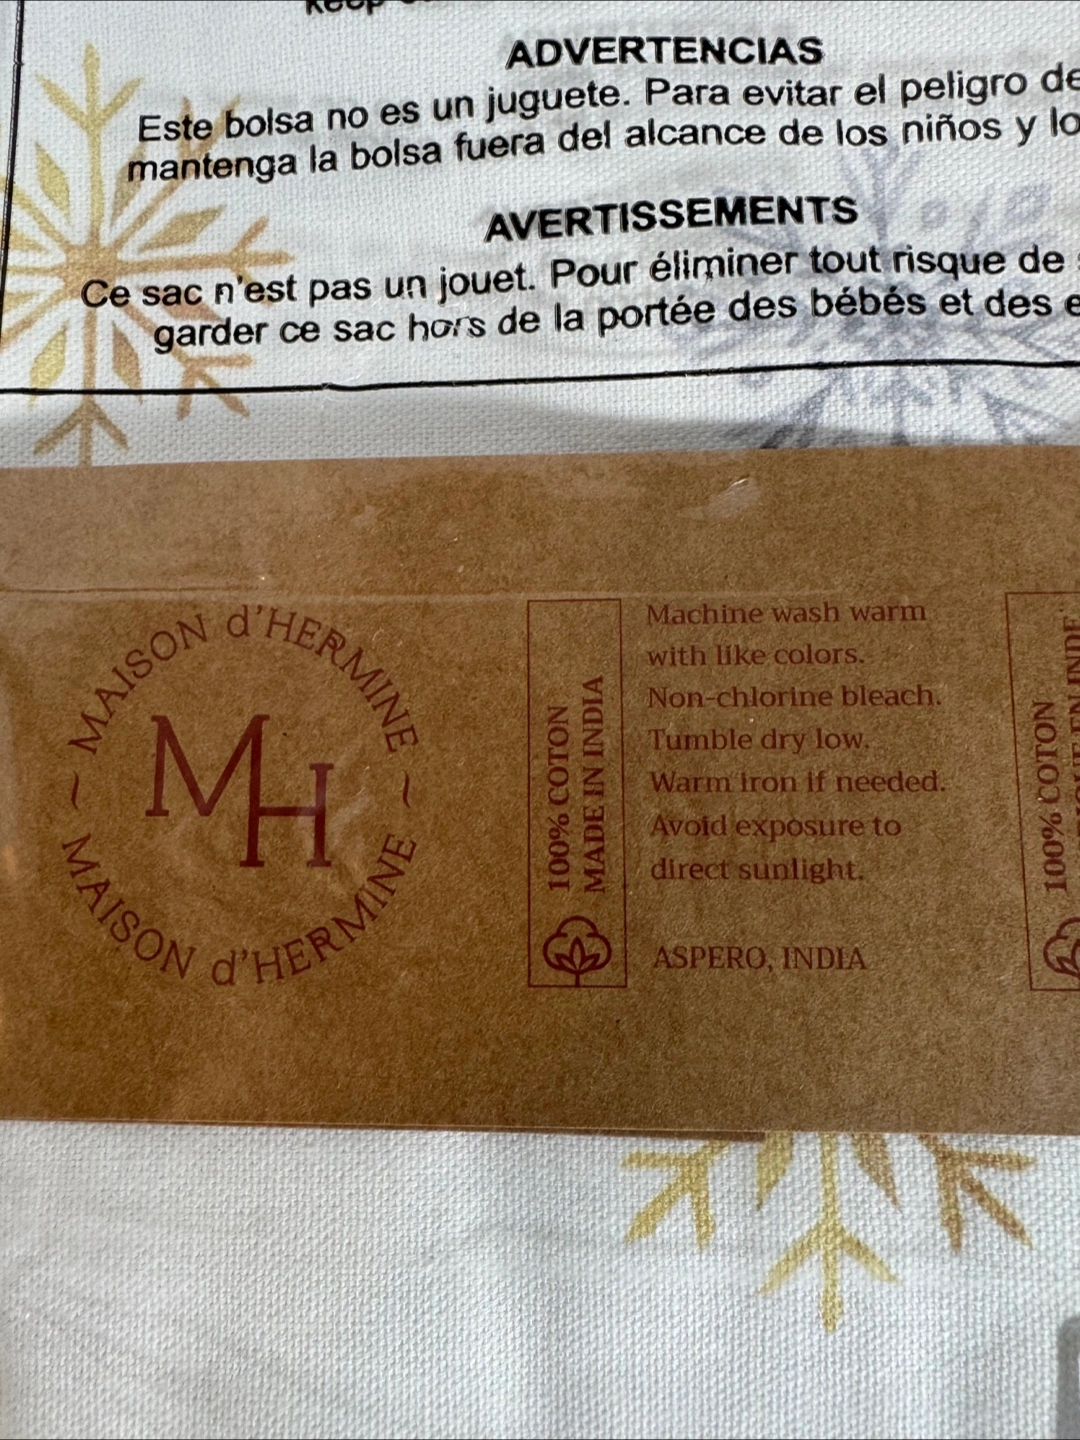 Keep
ADVERTENCIAS
Este bolsa no es un juguete. Para evitar el peligro de
mantenga la bolsa fuera del alcance de los niños y lo
AVERTISSEMENTS
Ce sac n'est pas un jouet. Pour éliminer tout risque de
garder ce sac hors de la portée des bébés et des e
MAISON d'HERMINE
MH
MAISON d'HERMINE
100% COTON
MADE IN INDIA
Machine wash warm
with like colors.
Non-chlorine bleach.
Tumble dry low.
Warm iron if needed.
Avoid exposure to
direct sunlight.
ASPERO, INDIA
100% COTON
EN INDE